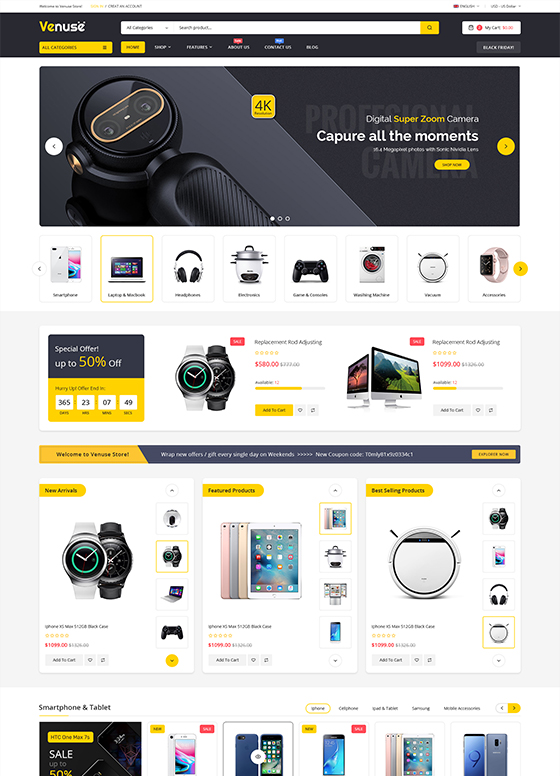 Welcome to Venuse Store!
SIGN IN / CREATE AN ACCOUNT
ENGLISH
USD - US Dollar
Venuse
All Categories
Search product...
My Cart: $0.00
ALL CATEGORIES
HOME
SHOP
FEATURES
ABOUT US
CONTACT US
BLOG
BLACK FRIDAY!
4K
Resolution
PROFESSIONAL
CAMERA
Digital Super Zoom Camera
Capure all the moments
16.4 Megapixel photos with Sonic Nividia Lens
SHOP NOW
Smartphone
Laptop & Macbook
Headphones
Electronics
Game & Consoles
Washing Machine
Vacuum
Accessories
Special Offer!
up to 50% Off
Hurry Up! Offer End In:
365 23 07 49
DAYS HRS MINS SECS
SALE
Replacement Rod Adjusting
$580.00 $777.00
Available: 12
Add To Cart
SALE
Replacement Rod Adjusting
$1099.00 $1326.00
Available: 12
Add To Cart
Welcome to Venuse Store!
Wrap new offers / gift every single day on Weekends >>>>> New Coupon code: T0mly81x9z0334c1
EXPLORER NOW
New Arrivals
Iphone XS Max 512GB Black Case
$1099.00 $1326.00
Add To Cart
Featured Products
Iphone XS Max 512GB Black Case
$1099.00 $1326.00
Add To Cart
Best Selling Products
Iphone XS Max 512GB Black Case
$1099.00 $1326.00
Add To Cart
Smartphone & Tablet
Iphone
Cellphone
Ipad & Tablet
Samsung
Mobile Accessories
HTC One Max 7s
SALE
up to
50%
NEW
SALE
NEW
SALE